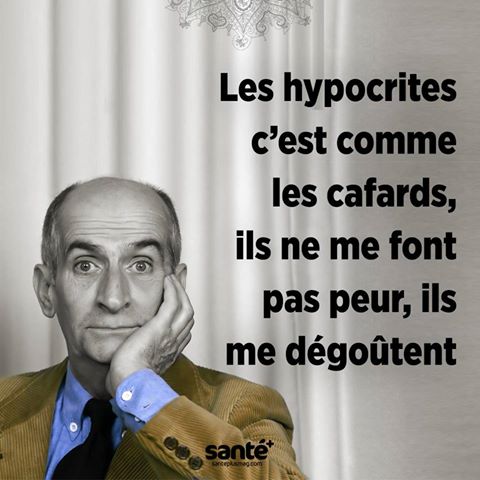 Les hypocrites
c’est comme
les cafards,
ils ne me font
pas peur, ils
me dégoûtent
santé+
santeplusmag.com